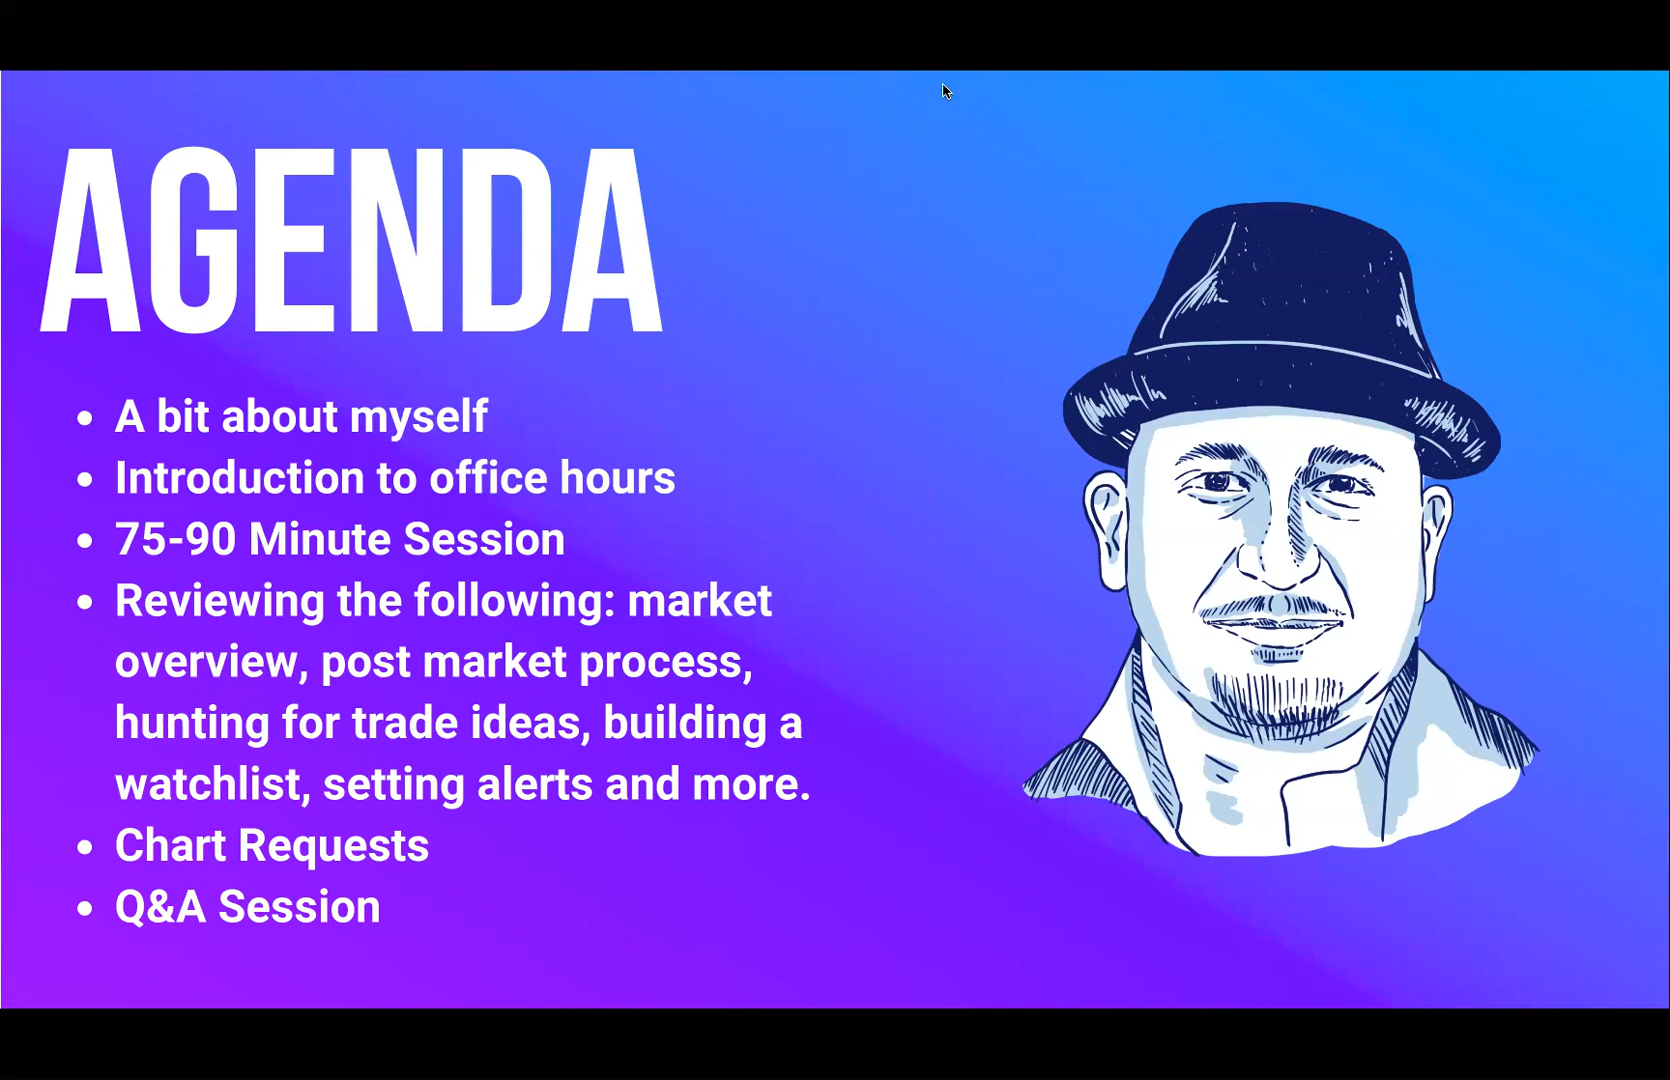 AGENDA
• A bit about myself
• Introduction to office hours
• 75-90 Minute Session
• Reviewing the following: market
overview, post market process,
hunting for trade ideas, building a
watchlist, setting alerts and more.
• Chart Requests
• Q&A Session